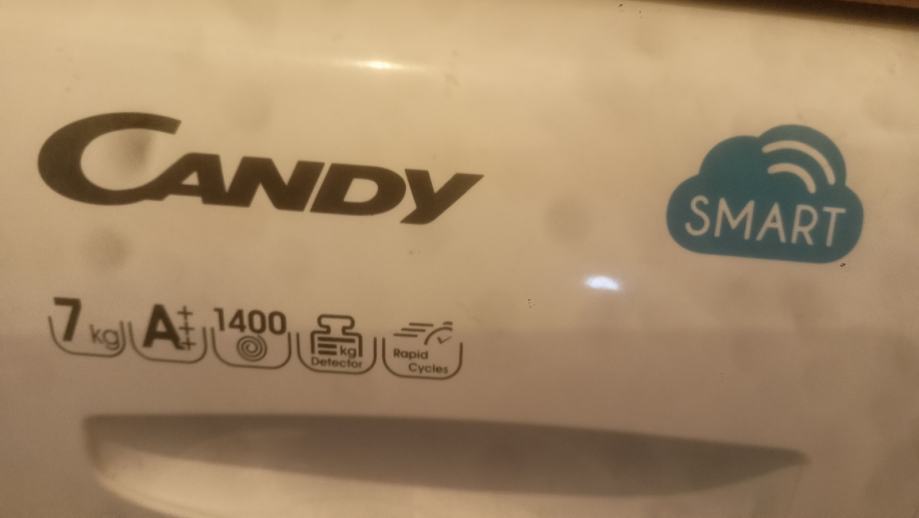 CANDY
SMART
7 kg A+++ 1400 kg Detector Rapid Cycles